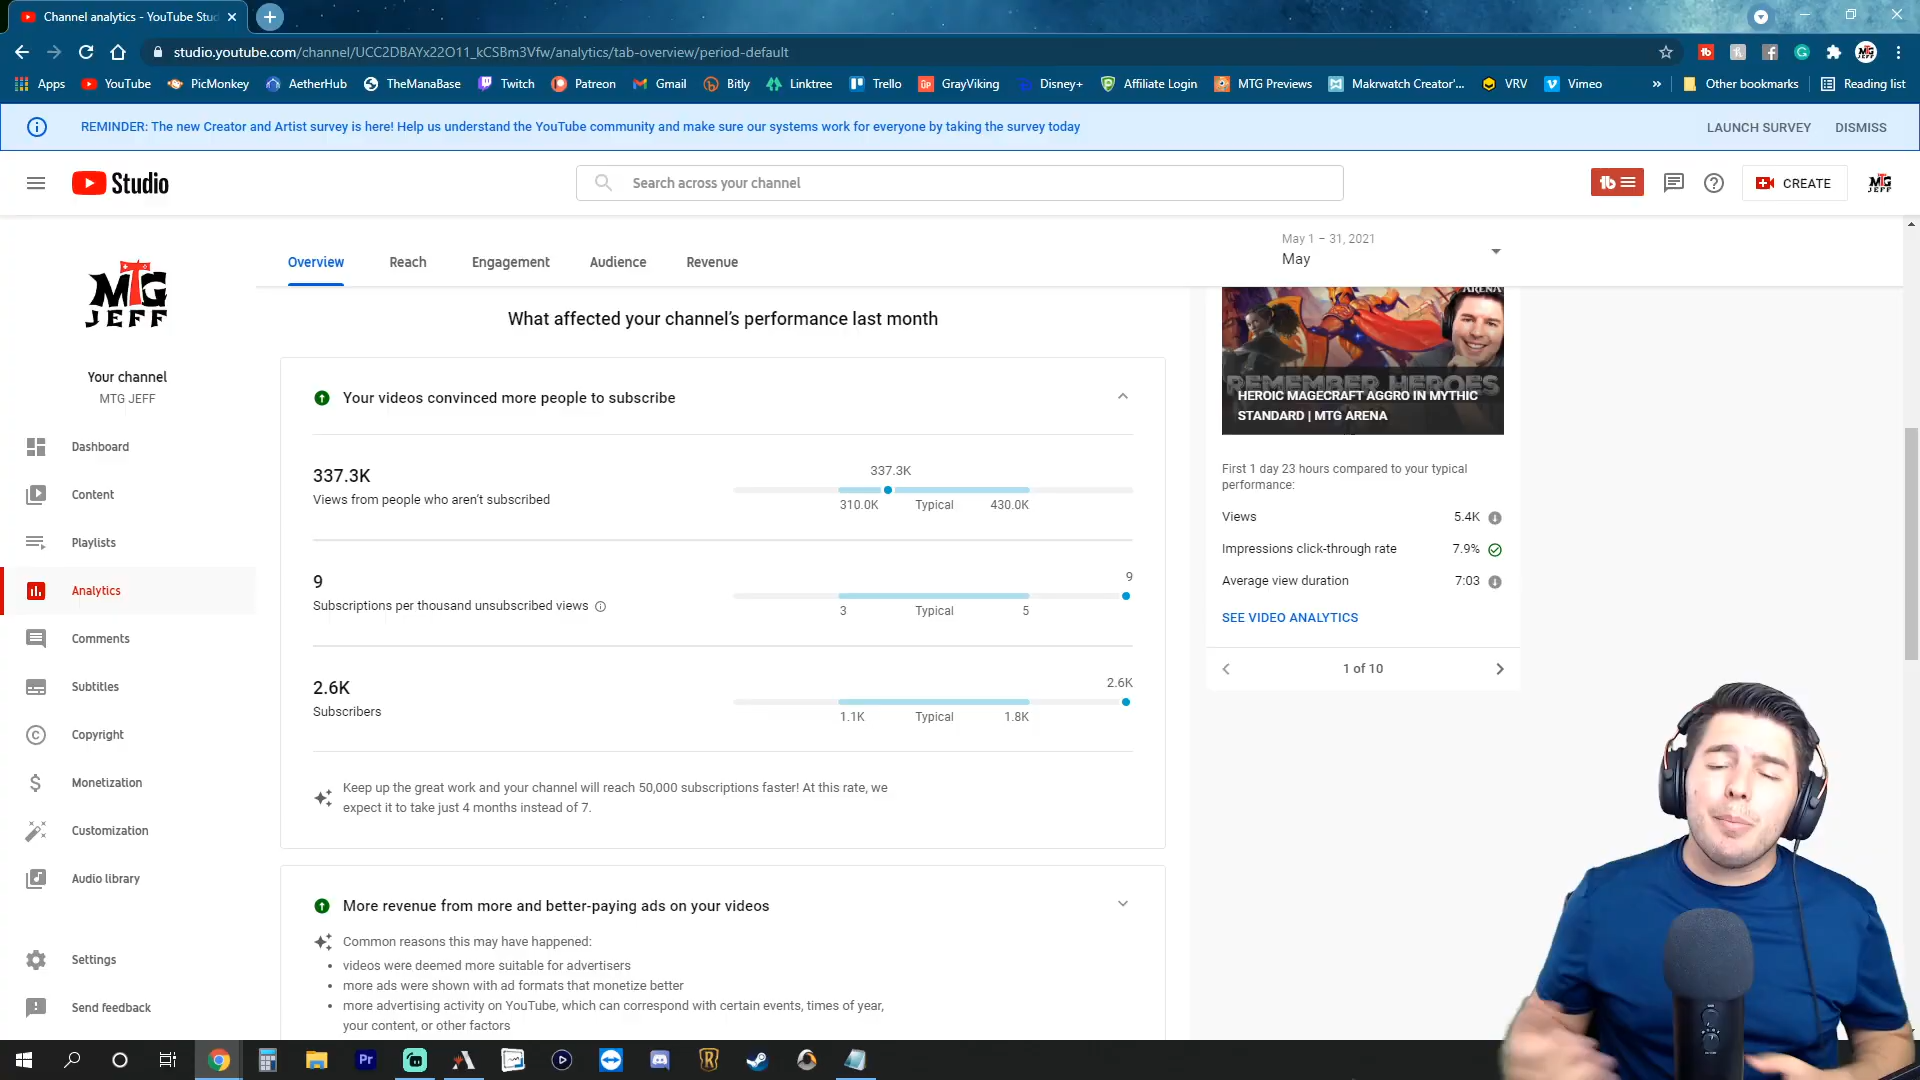 Channel analytics - YouTube Stud
studio.youtube.com/channel/UCC2DBAYx22O11_kCSBm3Vfw/analytics/tab-overview/period-default
Apps YouTube PicMonkey AetherHub TheManaBase Twitch Patreon Gmail Bitly Linktree Trello GrayViking Disney+ Affiliate Login MTG Previews Makrwatch Creator'... VRV Vimeo » Other bookmarks Reading list
REMINDER: The new Creator and Artist survey is here! Help us understand the YouTube community and make sure our systems work for everyone by taking the survey today
LAUNCH SURVEY DISMISS
Studio
Search across your channel
CREATE
MTG JEFF
MTG
JEFF
Your channel
MTG JEFF
Dashboard
Content
Playlists
Analytics
Comments
Subtitles
Copyright
Monetization
Customization
Audio library
Settings
Send feedback
Overview Reach Engagement Audience Revenue
May 1 – 31, 2021
May
What affected your channel's performance last month
Your videos convinced more people to subscribe
337.3K
Views from people who aren't subscribed
337.3K
310.0K Typical 430.0K
9
Subscriptions per thousand unsubscribed views
9
3 Typical 5
2.6K
Subscribers
2.6K
1.1K Typical 1.8K
Keep up the great work and your channel will reach 50,000 subscriptions faster! At this rate, we
expect it to take just 4 months instead of 7.
More revenue from more and better-paying ads on your videos
Common reasons this may have happened:
• videos were deemed more suitable for advertisers
• more ads were shown with ad formats that monetize better
• more advertising activity on YouTube, which can correspond with certain events, times of year,
your content, or other factors
ARENA
REMEMBER HEROES
HEROIC MAGECRAFT AGGRO IN MYTHIC
STANDARD | MTG ARENA
First 1 day 23 hours compared to your typical
performance:
Views 5.4K
Impressions click-through rate 7.9%
Average view duration 7:03
SEE VIDEO ANALYTICS
1 of 10
Pr